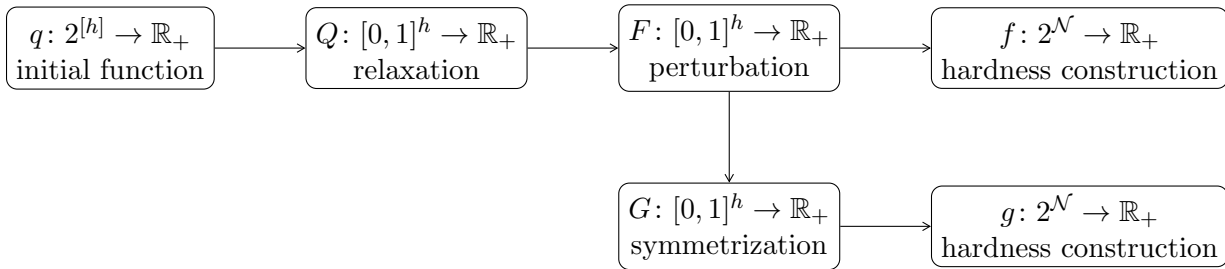 q: 2^{[h]} → ℝ₊
initial function
Q: [0, 1]^h → ℝ₊
relaxation
F: [0, 1]^h → ℝ₊
perturbation
f: 2^𝒩 → ℝ₊
hardness construction
G: [0, 1]^h → ℝ₊
symmetrization
g: 2^𝒩 → ℝ₊
hardness construction